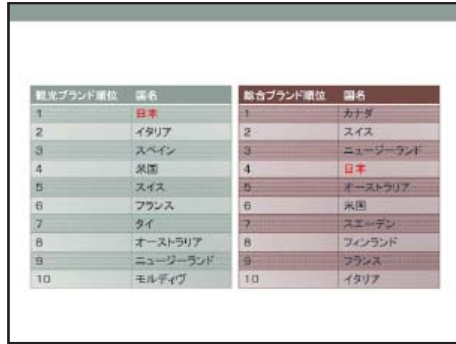 観光ブランド順位 国名
1 日本
2 イタリア
3 スペイン
4 米国
5 スイス
6 フランス
7 タイ
8 オーストラリア
9 ニュージーランド
10 モルディヴ
総合ブランド順位 国名
1 カナダ
2 スイス
3 ニュージーランド
4 日本
5 オーストラリア
6 米国
7 スエーデン
8 フィンランド
9 フランス
10 イタリア